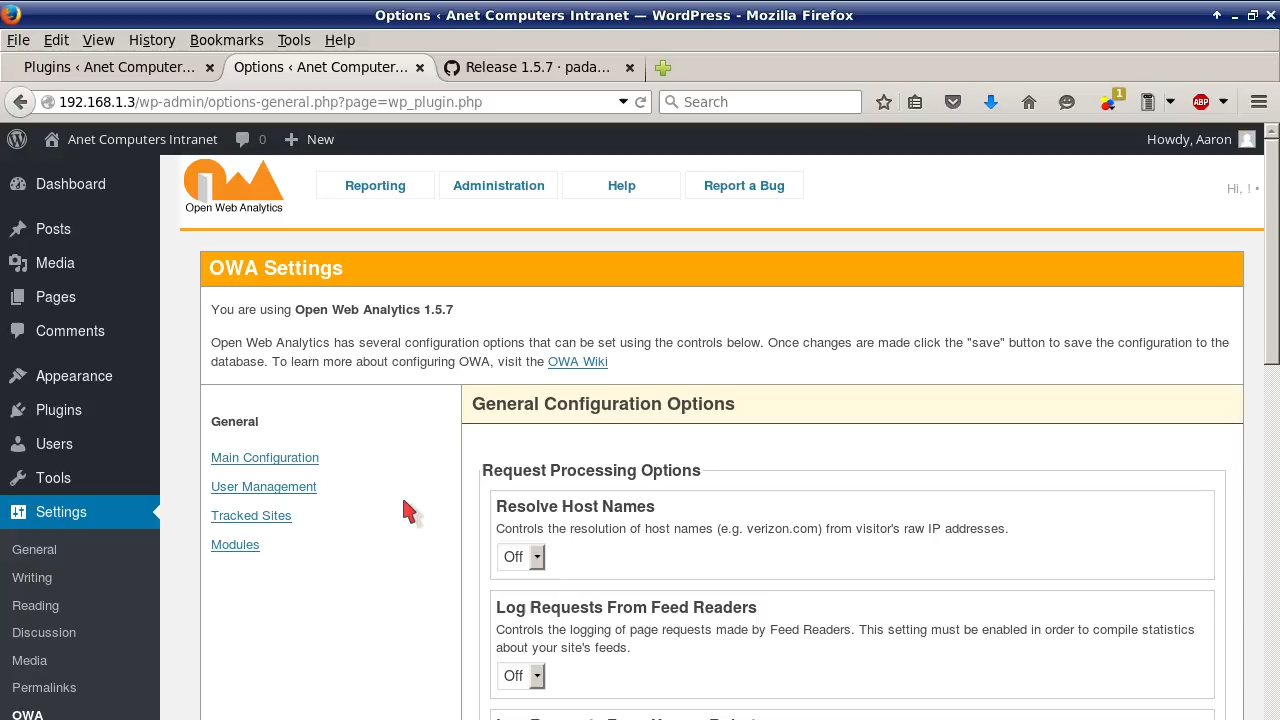 Options ‹ Anet Computers Intranet — WordPress - Mozilla Firefox
File Edit View History Bookmarks Tools Help
Plugins ‹ Anet Computer... Options ‹ Anet Computer... Release 1.5.7 · pada...
192.168.1.3/wp-admin/options-general.php?page=wp_plugin.php Search 1 ABP
Anet Computers Intranet 0 New Howdy, Aaron
Dashboard
Posts
Media
Pages
Comments
Appearance
Plugins
Users
Tools
Settings
General
Writing
Reading
Discussion
Media
Permalinks
OWA
Open Web Analytics
Reporting Administration Help Report a Bug
Hi, ! •
OWA Settings
You are using Open Web Analytics 1.5.7
Open Web Analytics has several configuration options that can be set using the controls below. Once changes are made click the "save" button to save the configuration to the
database. To learn more about configuring OWA, visit the OWA Wiki
General
Main Configuration
User Management
Tracked Sites
Modules
General Configuration Options
Request Processing Options
Resolve Host Names
Controls the resolution of host names (e.g. verizon.com) from visitor's raw IP addresses.
Off
Log Requests From Feed Readers
Controls the logging of page requests made by Feed Readers. This setting must be enabled in order to compile statistics
about your site's feeds.
Off